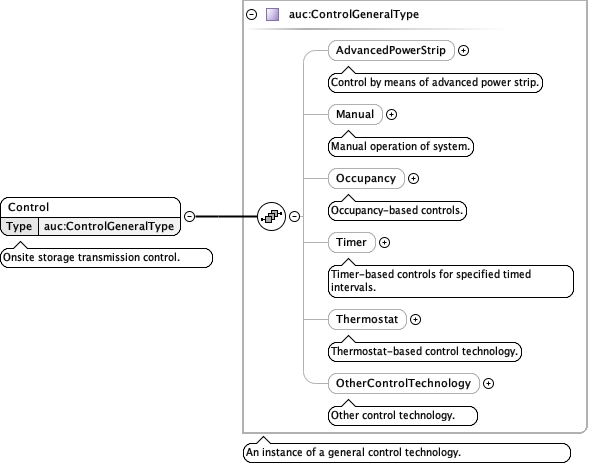 auc:ControlGeneralType
AdvancedPowerStrip
Control by means of advanced power strip.
Manual
Manual operation of system.
Occupancy
Occupancy-based controls.
Control
Type auc:ControlGeneralType
Onsite storage transmission control.
Timer
Timer-based controls for specified timed
intervals.
Thermostat
Thermostat-based control technology.
OtherControlTechnology
Other control technology.
An instance of a general control technology.